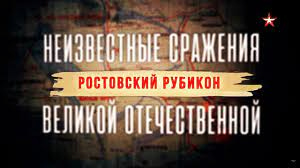 НЕИЗВЕСТНЫЕ СРАЖЕНИЯ
РОСТОВСКИЙ РУБИКОН
ВЕЛИКОЙ ОТЕЧЕСТВЕННОЙ